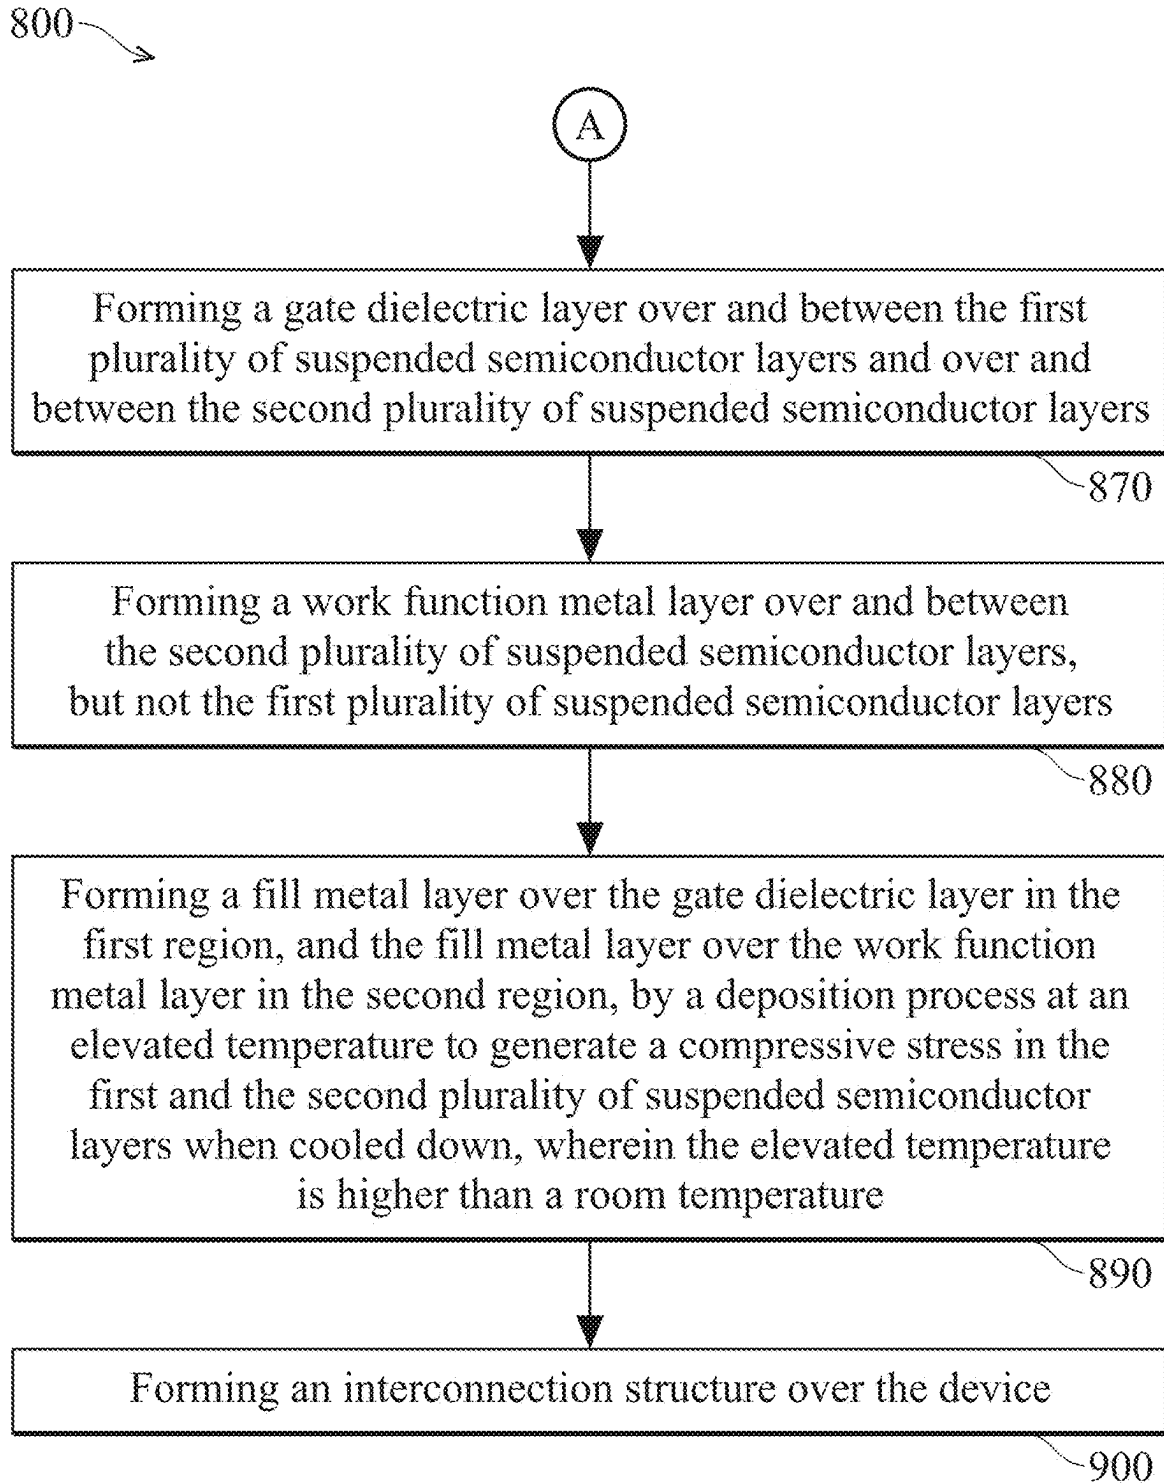 800
A
Forming a gate dielectric layer over and between the first
plurality of suspended semiconductor layers and over and
between the second plurality of suspended semiconductor layers
870
Forming a work function metal layer over and between
the second plurality of suspended semiconductor layers,
but not the first plurality of suspended semiconductor layers
880
Forming a fill metal layer over the gate dielectric layer in the
first region, and the fill metal layer over the work function
metal layer in the second region, by a deposition process at an
elevated temperature to generate a compressive stress in the
first and the second plurality of suspended semiconductor
layers when cooled down, wherein the elevated temperature
is higher than a room temperature
890
Forming an interconnection structure over the device
900